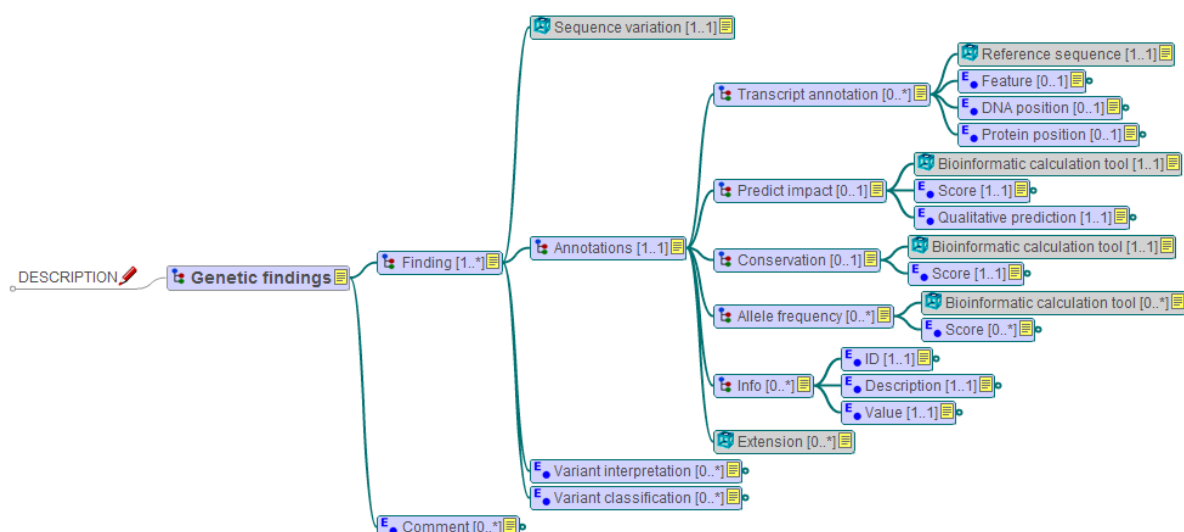 Sequence variation [1..1]
Reference sequence [1..1]
E Feature [0..1]
Transcript annotation [0..*]
E DNA position [0..1]
E Protein position [0..1]
Bioinformatic calculation tool [1..1]
Predict impact [0..1]
E Score [1..1]
E Qualitative prediction [1..1]
Finding [1..*]
Annotations [1..1]
Bioinformatic calculation tool [1..1]
Conservation [0..1]
E Score [1..1]
DESCRIPTION
Genetic findings
Bioinformatic calculation tool [0..*]
Allele frequency [0..*]
E Score [0..*]
E ID [1..1]
Info [0..*]
E Description [1..1]
E Value [1..1]
Extension [0..*]
E Variant interpretation [0..*]
E Variant classification [0..*]
E Comment [0..*]